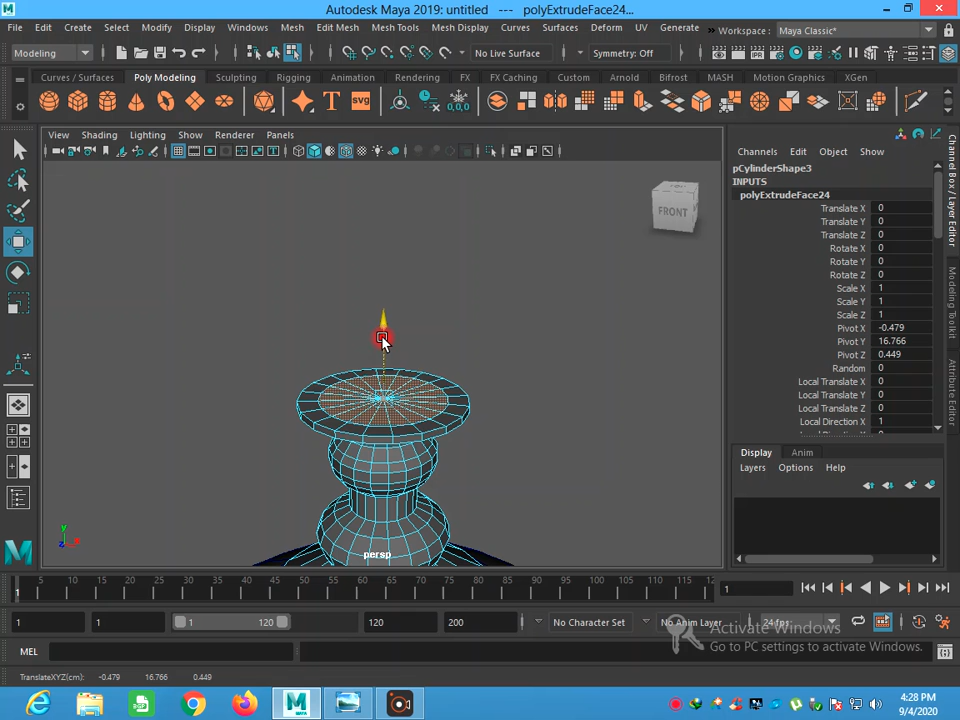 Autodesk Maya 2019: untitled --- polyExtrudeFace24...
File Edit Create Select Modify Display Windows Mesh Edit Mesh Mesh Tools Mesh Display Curves Surfaces Deform UV Generate Workspace : Maya Classic*
Modeling No Live Surface Symmetry: Off
Curves / Surfaces Poly Modeling Sculpting Rigging Animation Rendering FX FX Caching Custom Arnold Bifrost MASH Motion Graphics XGen
T svg 0,0,0
View Shading Lighting Show Renderer Panels
Channels Edit Object Show
pCylinderShape3
INPUTS
polyExtrudeFace24
Translate X 0
Translate Y 0
Translate Z 0
Rotate X 0
Rotate Y 0
Rotate Z 0
Scale X 1
Scale Y 1
Scale Z 1
Pivot X -0.479
Pivot Y 16.766
Pivot Z 0.449
Random 0
Local Translate X 0
Local Translate Y 0
Local Translate Z 0
Local Direction X 1
Channel Box / Layer Editor
Modeling Toolkit
Attribute Editor
FRONT
persp
y
z x
Display Anim
Layers Options Help
5 10 15 20 25 30 35 40 45 50 55 60 65 70 75 80 85 90 95 100 105 110 115 12
1
1
1 1 1 120 120 200 No Character Set No Anim Layer 24 fps
MEL
Activate Windows
Go to PC settings to activate Windows.
TranslateXYZ(cm): -0.479 16.766 0.449
4:28 PM
9/4/2020